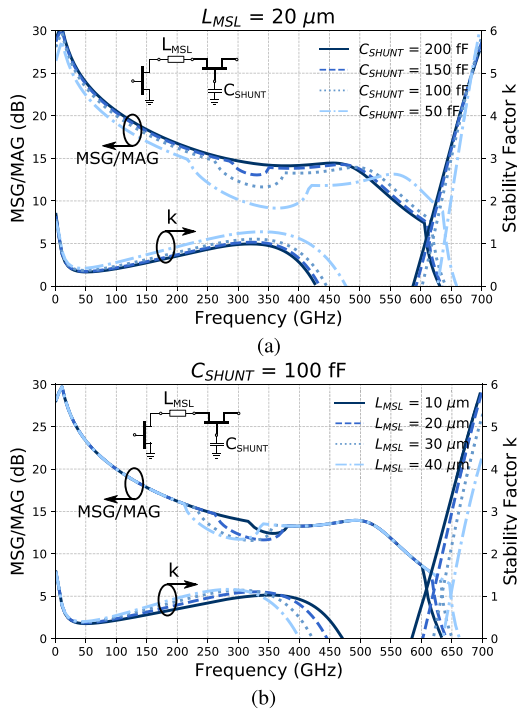 L_MSL = 20 μm
MSG/MAG (dB)
30
25
20
15
10
5
0
L_MSL
C_SHUNT
C_SHUNT = 200 fF
C_SHUNT = 150 fF
C_SHUNT = 100 fF
C_SHUNT = 50 fF
MSG/MAG
k
6
5
4
3
2
1
0
Stability Factor k
0 50 100 150 200 250 300 350 400 450 500 550 600 650 700
Frequency (GHz)
(a)
C_SHUNT = 100 fF
MSG/MAG (dB)
30
25
20
15
10
5
0
L_MSL
C_SHUNT
L_MSL = 10 μm
L_MSL = 20 μm
L_MSL = 30 μm
L_MSL = 40 μm
MSG/MAG
k
6
5
4
3
2
1
0
Stability Factor k
0 50 100 150 200 250 300 350 400 450 500 550 600 650 700
Frequency (GHz)
(b)